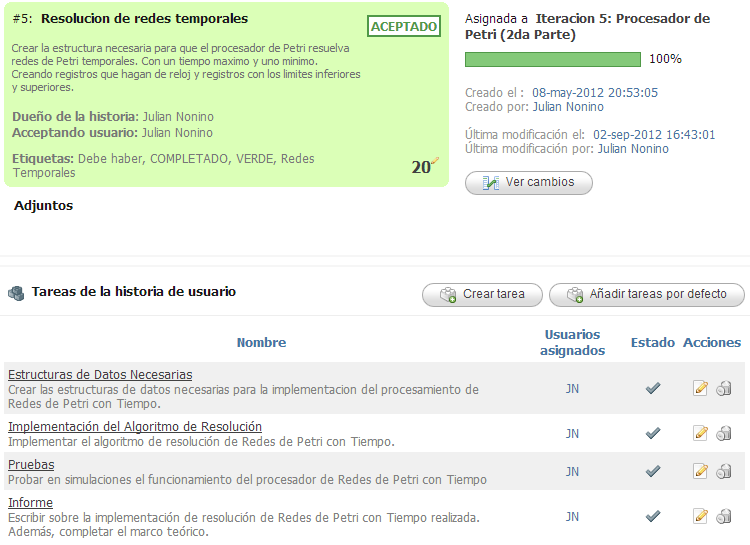 #5: Resolucion de redes temporales
ACEPTADO
Crear la estructura necesaria para que el procesador de Petri resuelva
redes de Petri temporales. Con un tiempo maximo y uno minimo.
Creando registros que hagan de reloj y registros con los limites inferiores
y superiores.
Dueño de la historia: Julian Nonino
Acceptando usuario: Julian Nonino
Etiquetas: Debe haber, COMPLETADO, VERDE, Redes
Temporales
20
Asignada a Iteracion 5: Procesador de
Petri (2da Parte)
100%
Creado el : 08-may-2012 20:53:05
Creado por: Julian Nonino
Última modificación el: 02-sep-2012 16:43:01
Última modificación por: Julian Nonino
Ver cambios
Adjuntos
Tareas de la historia de usuario
Crear tarea
Añadir tareas por defecto
Nombre
Usuarios
asignados
Estado
Acciones
Estructuras de Datos Necesarias
Crear las estructuras de datos necesarias para la implementacion del procesamiento de
Redes de Petri con Tiempo.
JN
Implementación del Algoritmo de Resolución
Implementar el algoritmo de resolución de Redes de Petri con Tiempo.
JN
Pruebas
Probar en simulaciones el funcionamiento del procesador de Redes de Petri con Tiempo
JN
Informe
Escribir sobre la implementación de resolución de Redes de Petri con Tiempo realizada.
Además, completar el marco teórico.
JN